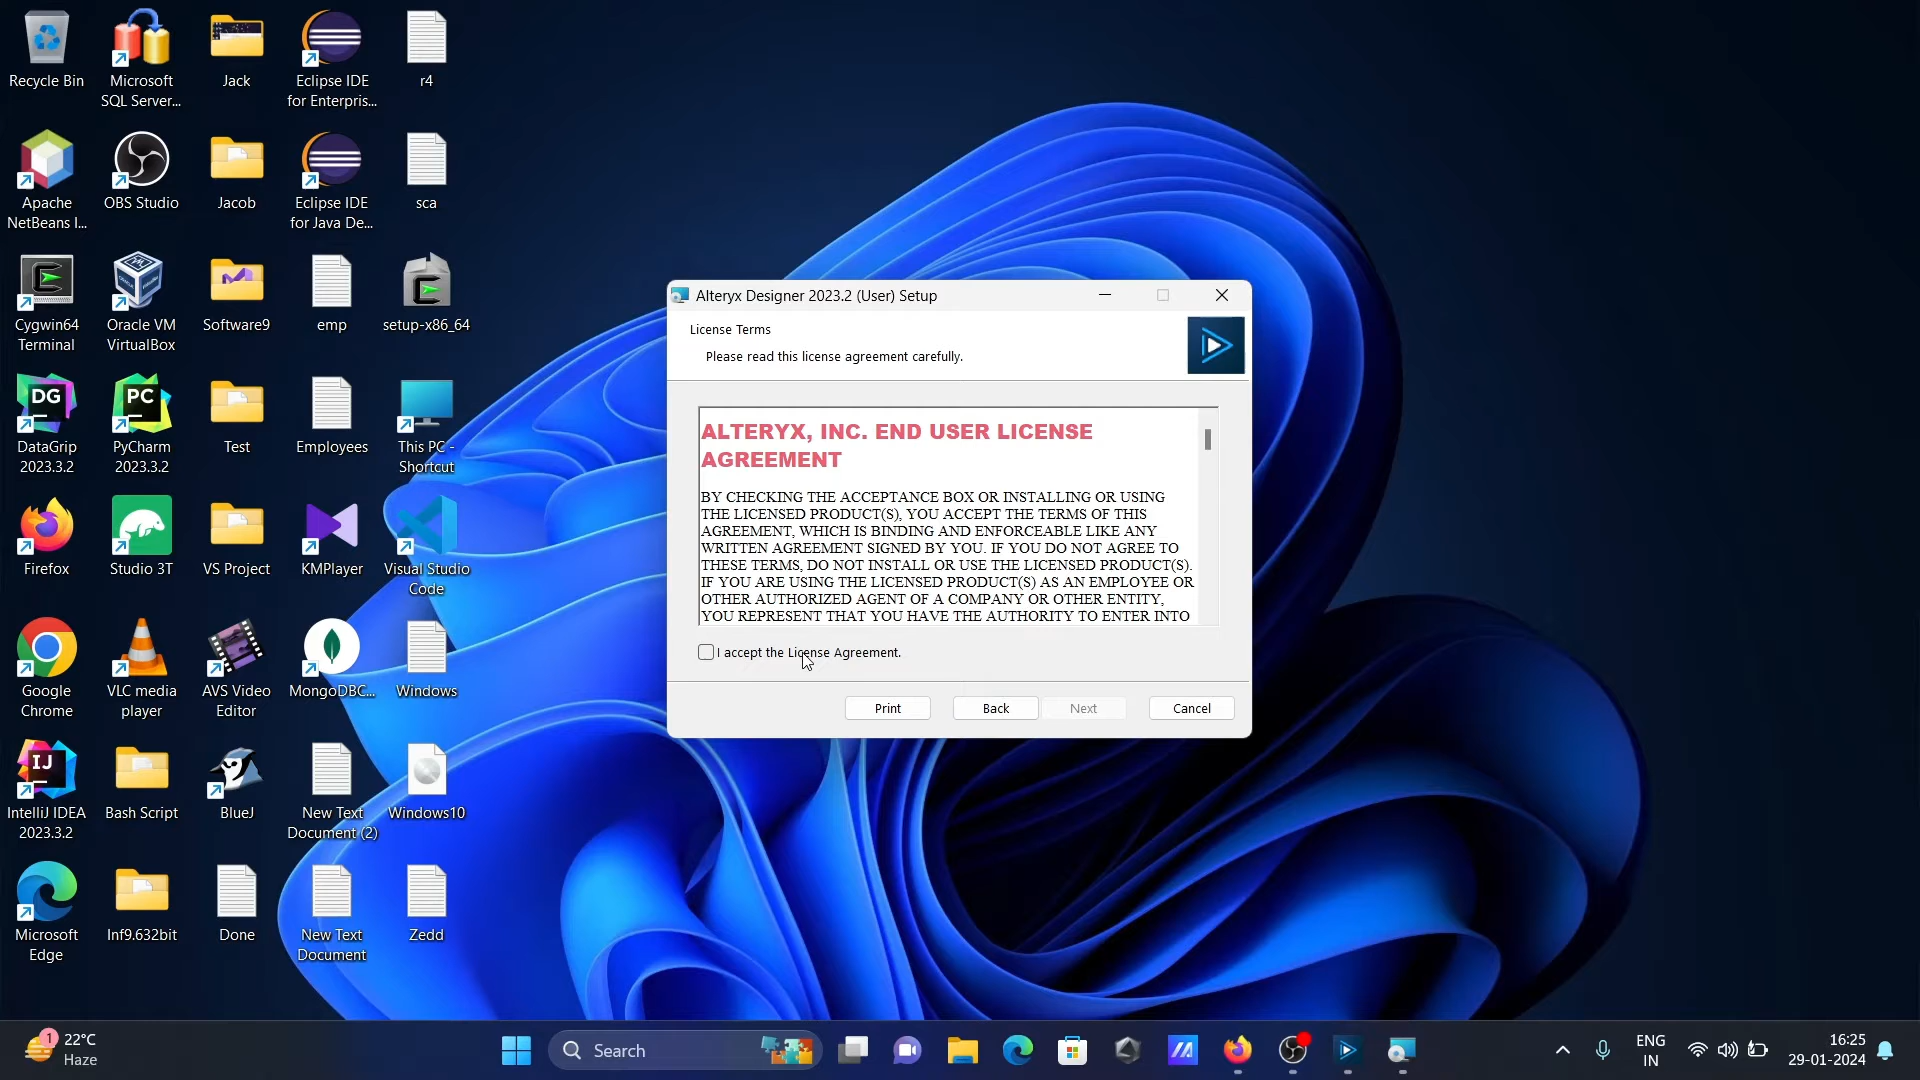 Recycle Bin
Microsoft
SQL Server...
Jack
Eclipse IDE
for Enterpris...
r4
Apache
NetBeans I...
OBS Studio
Jacob
Eclipse IDE
for Java De...
sca
Cygwin64
Terminal
Oracle VM
VirtualBox
Software9
emp
setup-x86_64
DG
DataGrip
2023.3.2
PC
PyCharm
2023.3.2
Test
Employees
This PC -
Shortcut
Firefox
Studio 3T
VS Project
KMPlayer
Visual Studio
Code
Google
Chrome
VLC media
player
AVS Video
Editor
MongoDBC...
Windows
IJ
IntelliJ IDEA
2023.3.2
Bash Script
BlueJ
New Text
Document (2)
Windows10
Microsoft
Edge
Inf9.632bit
Done
New Text
Document
Zedd
Alteryx Designer 2023.2 (User) Setup
License Terms
Please read this license agreement carefully.
ALTERYX, INC. END USER LICENSE
AGREEMENT
BY CHECKING THE ACCEPTANCE BOX OR INSTALLING OR USING
THE LICENSED PRODUCT(S), YOU ACCEPT THE TERMS OF THIS
AGREEMENT, WHICH IS BINDING AND ENFORCEABLE LIKE ANY
WRITTEN AGREEMENT SIGNED BY YOU. IF YOU DO NOT AGREE TO
THESE TERMS, DO NOT INSTALL OR USE THE LICENSED PRODUCT(S).
IF YOU ARE USING THE LICENSED PRODUCT(S) AS AN EMPLOYEE OR
OTHER AUTHORIZED AGENT OF A COMPANY OR OTHER ENTITY,
YOU REPRESENT THAT YOU HAVE THE AUTHORITY TO ENTER INTO
I accept the License Agreement.
Print
Back
Next
Cancel
1
22°C
Haze
Search
ENG
IN
16:25
29-01-2024